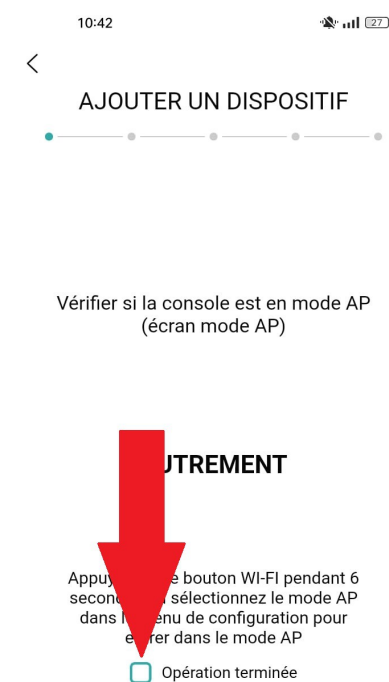 10:42
27
AJOUTER UN DISPOSITIF
Vérifier si la console est en mode AP
(écran mode AP)
UTREMENT
Appuy e bouton WI-FI pendant 6
secon sélectionnez le mode AP
dans l enu de configuration pour
e rer dans le mode AP
Opération terminée